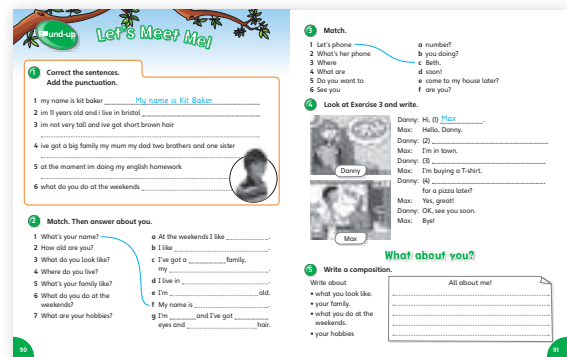 Round-up
Let's Meet Me!
1 Correct the sentences.
Add the punctuation.
1 my name is kit baker My name is Kit Baker.
2 im 11 years old and i live in bristol
3 im not very tall and ive got short brown hair
4 ive got a big family my mum my dad two brothers and one sister
5 at the moment im doing my english homework
6 what do you do at the weekends
2 Match. Then answer about you.
1 What's your name?
2 How old are you?
3 What do you look like?
4 Where do you live?
5 What's your family like?
6 What do you do at the
weekends?
7 What are your hobbies?
a At the weekends I like .
b I like .
c I've got a family,
my .
d I live in .
e I'm old.
f My name is .
g I'm and I've got
eyes and hair.
90
3 Match.
1 Let's phone
2 What's her phone
3 Where
4 What are
5 Do you want to
6 See you
a number?
b you doing?
c Beth.
d soon!
e come to my house later?
f are you?
4 Look at Exercise 3 and write.
Danny
Max
Danny: Hi, (1) Max.
Max: Hello, Danny.
Danny: (2)
Max: I'm in town.
Danny: (3)
Max: I'm buying a T-shirt.
Danny: (4)
for a pizza later?
Max: Yes, great!
Danny: OK, see you soon.
Max: Bye!
What about you?
5 Write a composition.
Write about
• what you look like.
• your family.
• what you do at the
weekends.
• your hobbies
All about me!
91